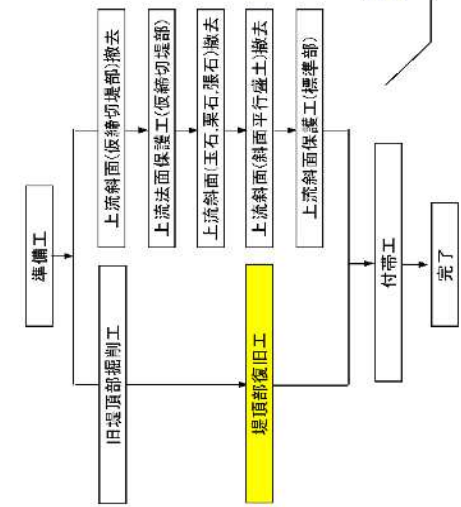 準備工
旧堤頂部掘削工
堤頂部復旧工
上流斜面(仮締切堤部)撤去
上流法面保護工(仮締切堤部)
上流斜面(玉石,栗石,張石)撤去
上流斜面(斜面,平行盛土)撤去
上流斜面保護工(標準部)
付帯工
完了